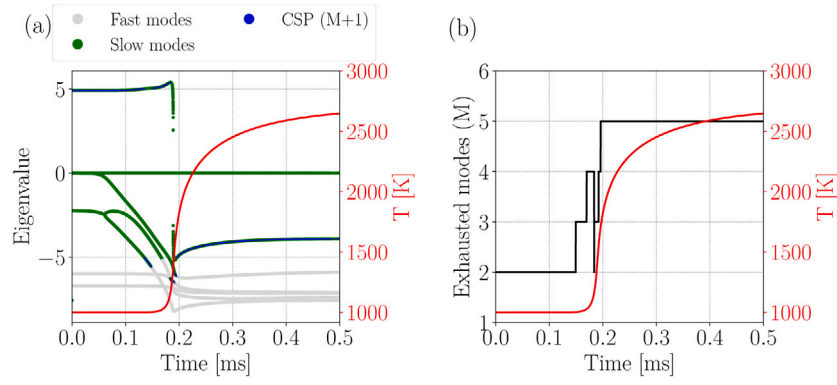 (a)
Fast modes
Slow modes
CSP (M+1)
5
0
−5
Eigenvalue
0.0 0.1 0.2 0.3 0.4 0.5
Time [ms]
3000
2500
2000
1500
1000
T [K]
(b)
6
5
4
3
2
1
Exhausted modes (M)
0.0 0.1 0.2 0.3 0.4 0.5
Time [ms]
3000
2500
2000
1500
1000
T [K]